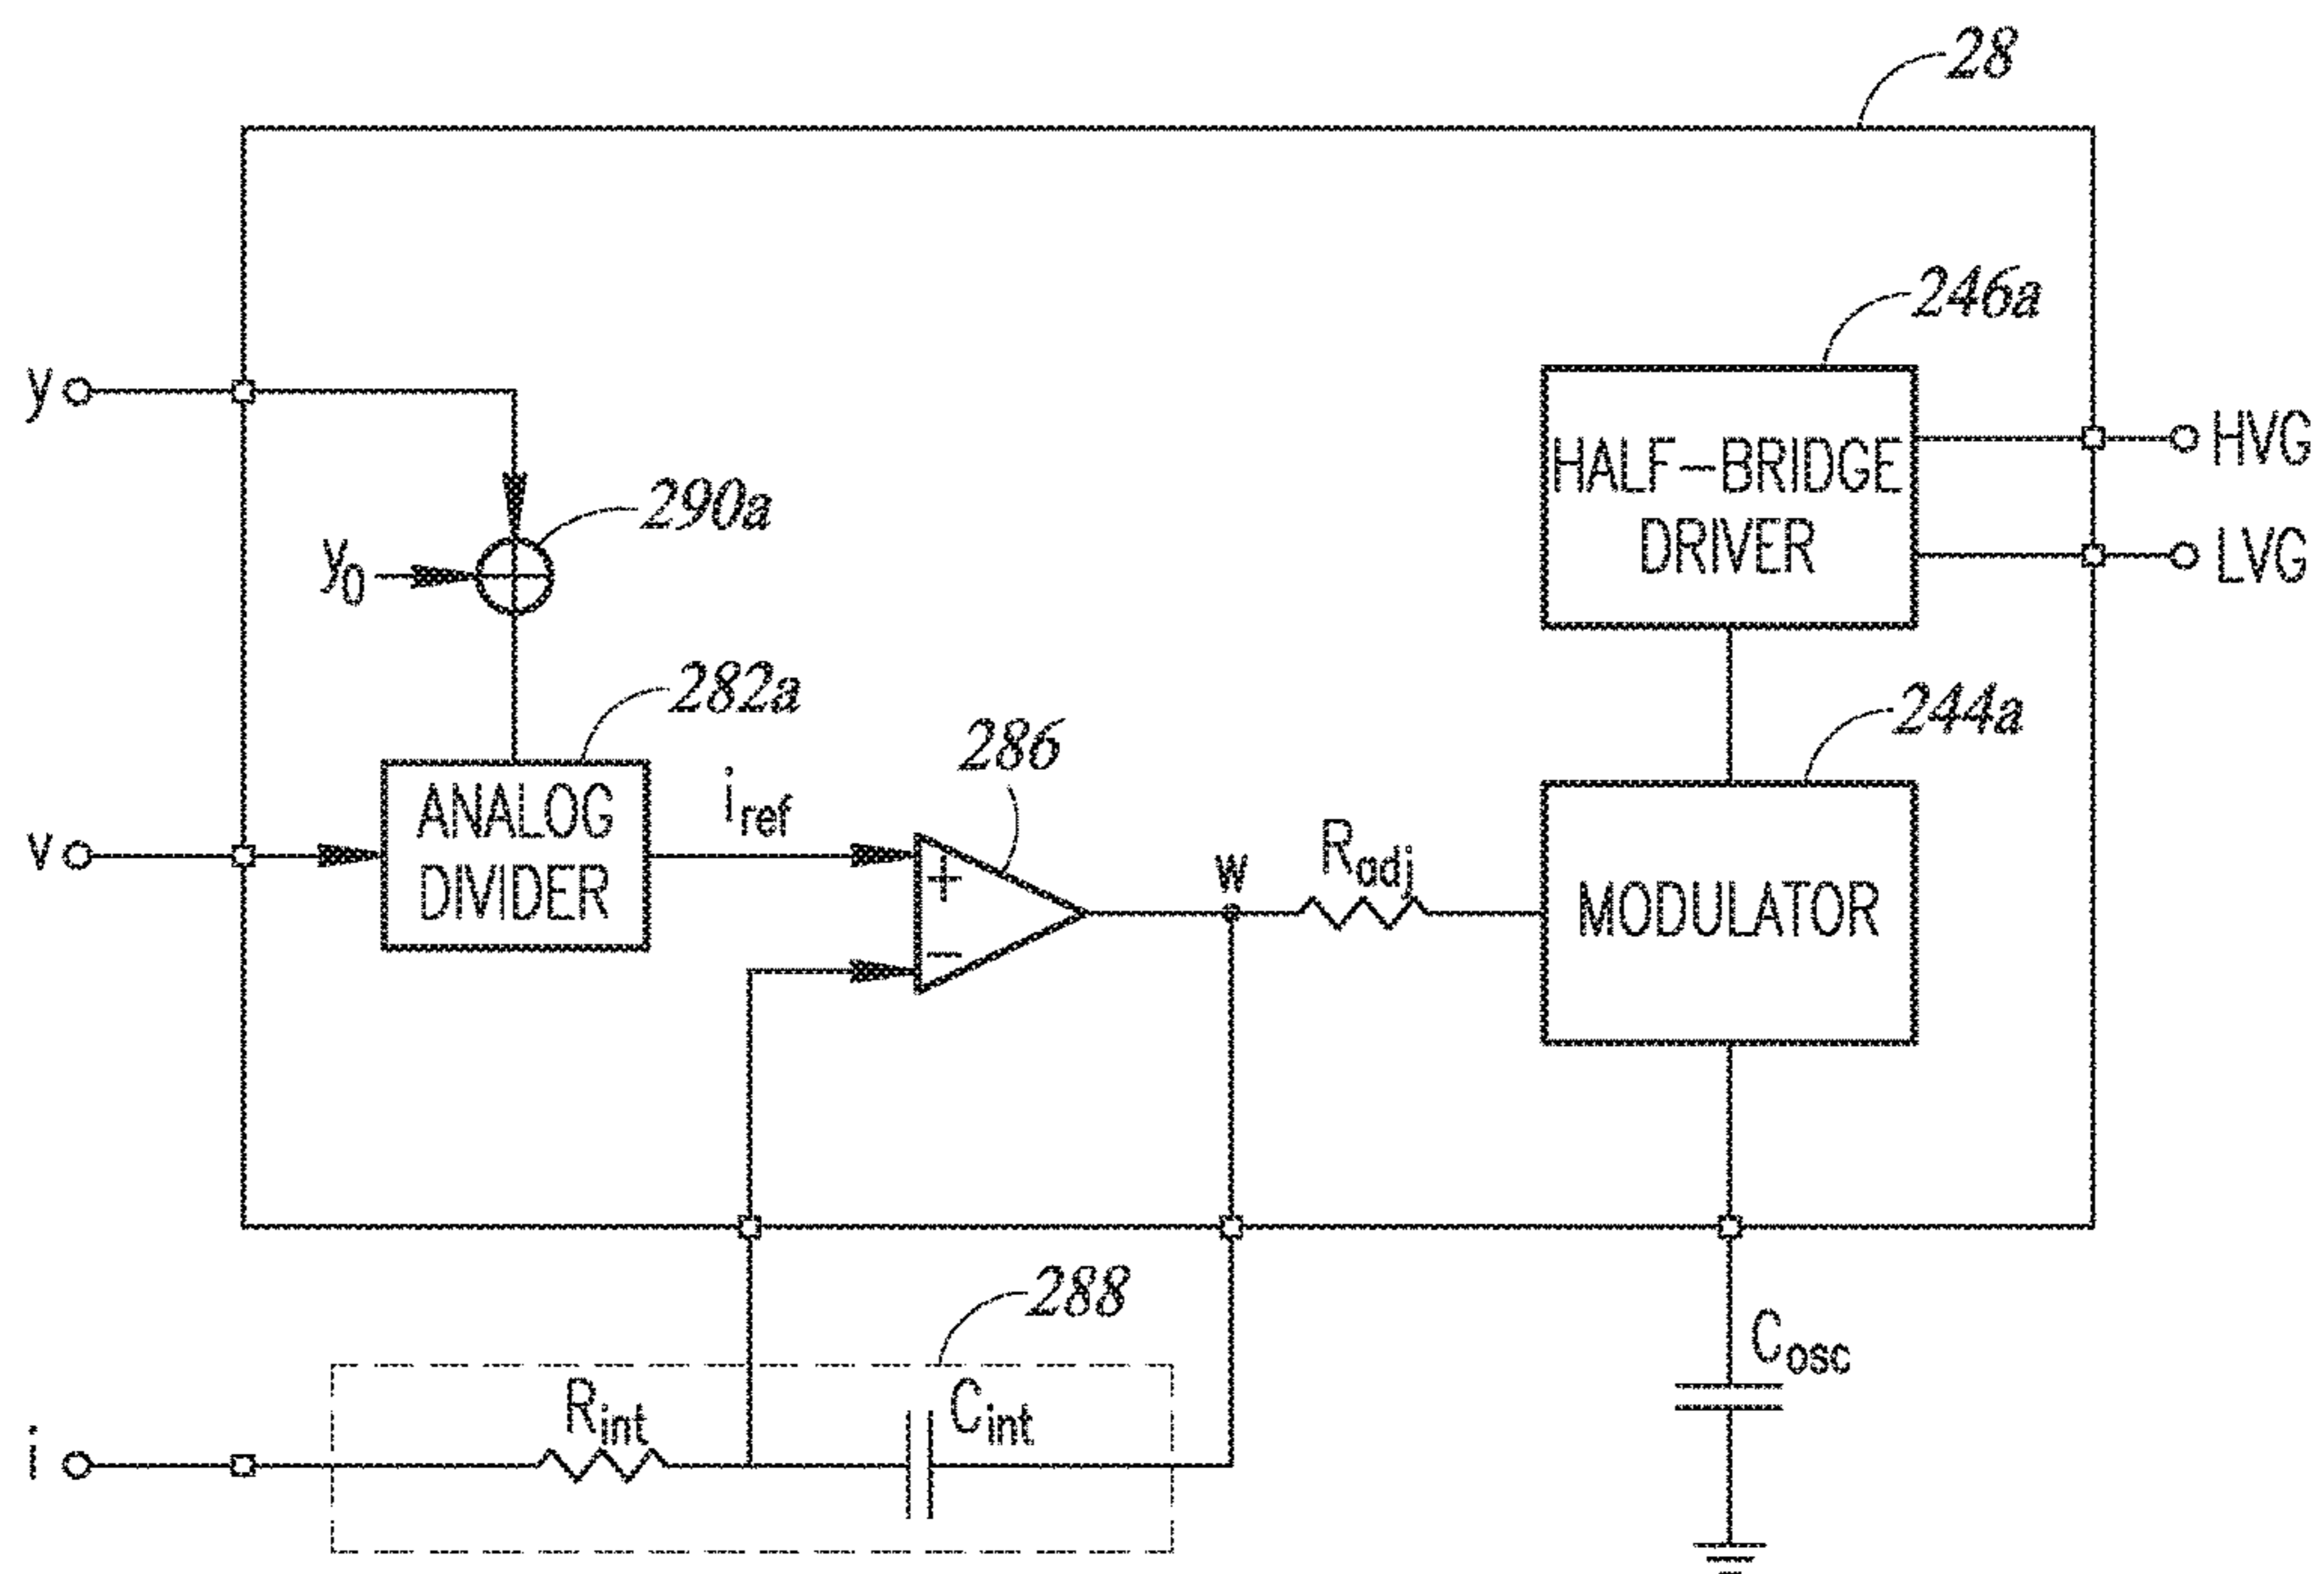 28
246a
y
HVG
HALF-BRIDGE
DRIVER
290a
y0
LVG
282a
244a
286
ANALOG
DIVIDER
iref
v
+
−
w
Radj
MODULATOR
288
Cosc
Rint
Cint
i